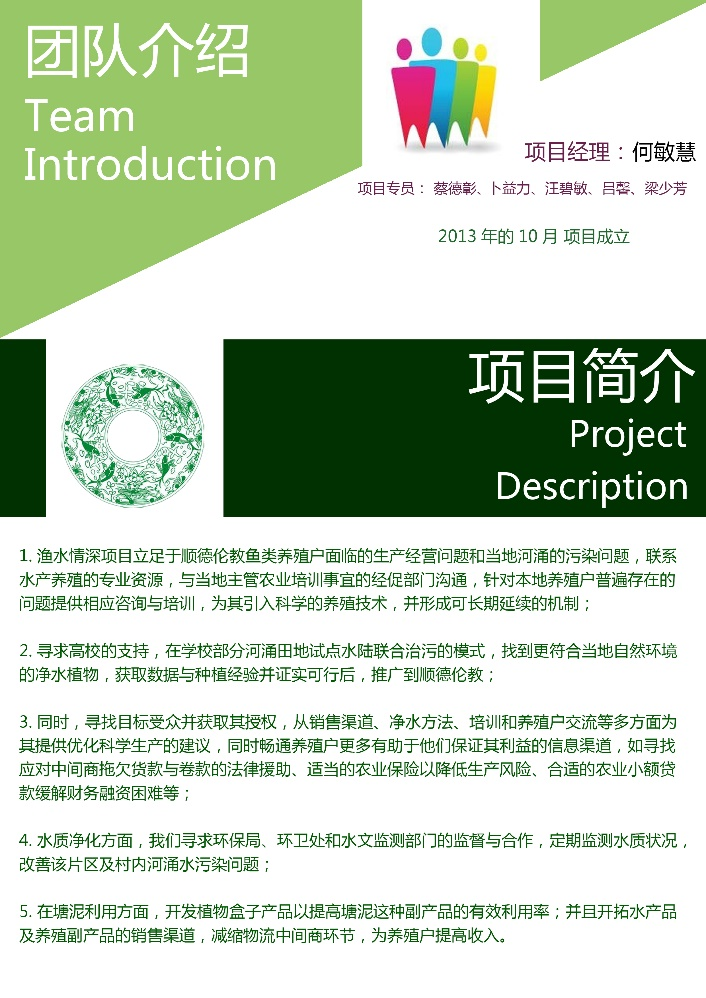 团队介绍
Team
Introduction
项目经理：何敏慧
项目专员： 蔡德彰、卜益力、汪碧敏、吕馨、梁少芳
2013 年的 10 月 项目成立
项目简介
Project
Description
1. 渔水情深项目立足于顺德伦教鱼类养殖户面临的生产经营问题和当地河涌的污染问题，联系
水产养殖的专业资源，与当地主管农业培训事宜的经促部门沟通，针对本地养殖户普遍存在的
问题提供相应咨询与培训，为其引入科学的养殖技术，并形成可长期延续的机制；
2. 寻求高校的支持，在学校部分河涌田地试点水陆联合治污的模式，找到更符合当地自然环境
的净水植物，获取数据与种植经验并证实可行后，推广到顺德伦教；
3. 同时，寻找目标受众并获取其授权，从销售渠道、净水方法、培训和养殖户交流等多方面为
其提供优化科学生产的建议，同时畅通养殖户更多有助于他们保证其利益的信息渠道，如寻找
应对中间商拖欠货款与卷款的法律援助、适当的农业保险以降低生产风险、合适的农业小额贷
款缓解财务融资困难等；
4. 水质净化方面，我们寻求环保局、环卫处和水文监测部门的监督与合作，定期监测水质状况，
改善该片区及村内河涌水污染问题；
5. 在塘泥利用方面，开发植物盒子产品以提高塘泥这种副产品的有效利用率；并且开拓水产品
及养殖副产品的销售渠道，减缩物流中间商环节，为养殖户提高收入。